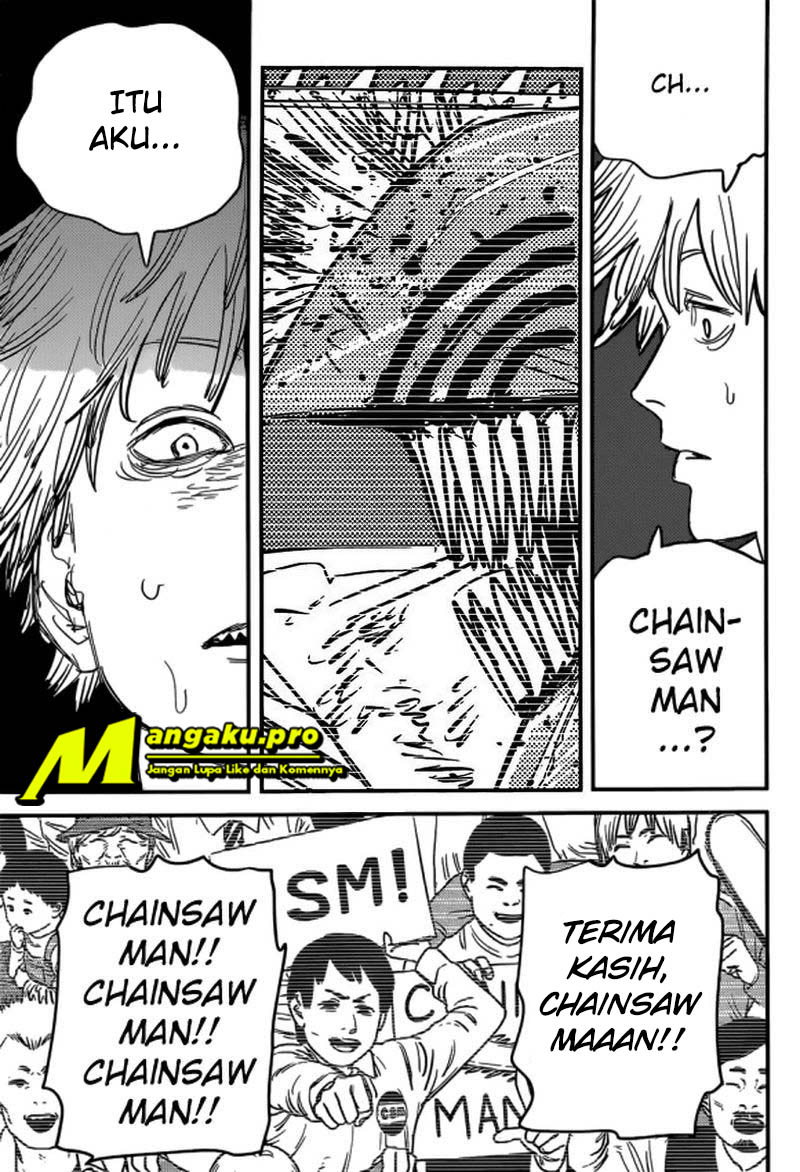 CH...
CHAIN-
SAW
MAN
...?
ITU
AKU...
Mangaku.pro
Jangan Lupa Like dan Komennya
TERIMA
KASIH,
CHAINSAW
MAAAN!!
CHAINSAW
MAN!!
CHAINSAW
MAN!!
CHAINSAW
MAN!!
SM!
MAN
CSM